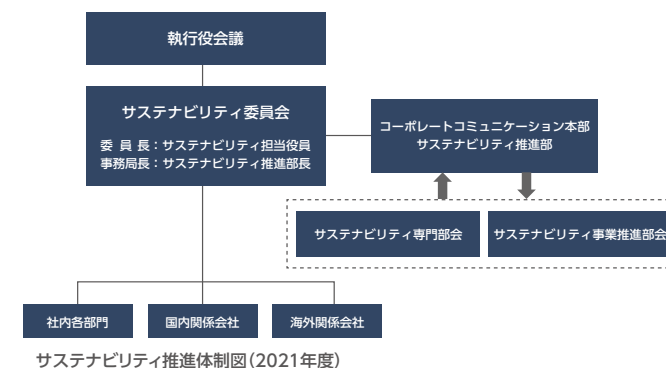 執行役会議
サステナビリティ委員会
委 員 長：サステナビリティ担当役員
事務局長：サステナビリティ推進部長
コーポレートコミュニケーション本部
サステナビリティ推進部
サステナビリティ専門部会
サステナビリティ事業推進部会
社内各部門
国内関係会社
海外関係会社
サステナビリティ推進体制図（2021年度）